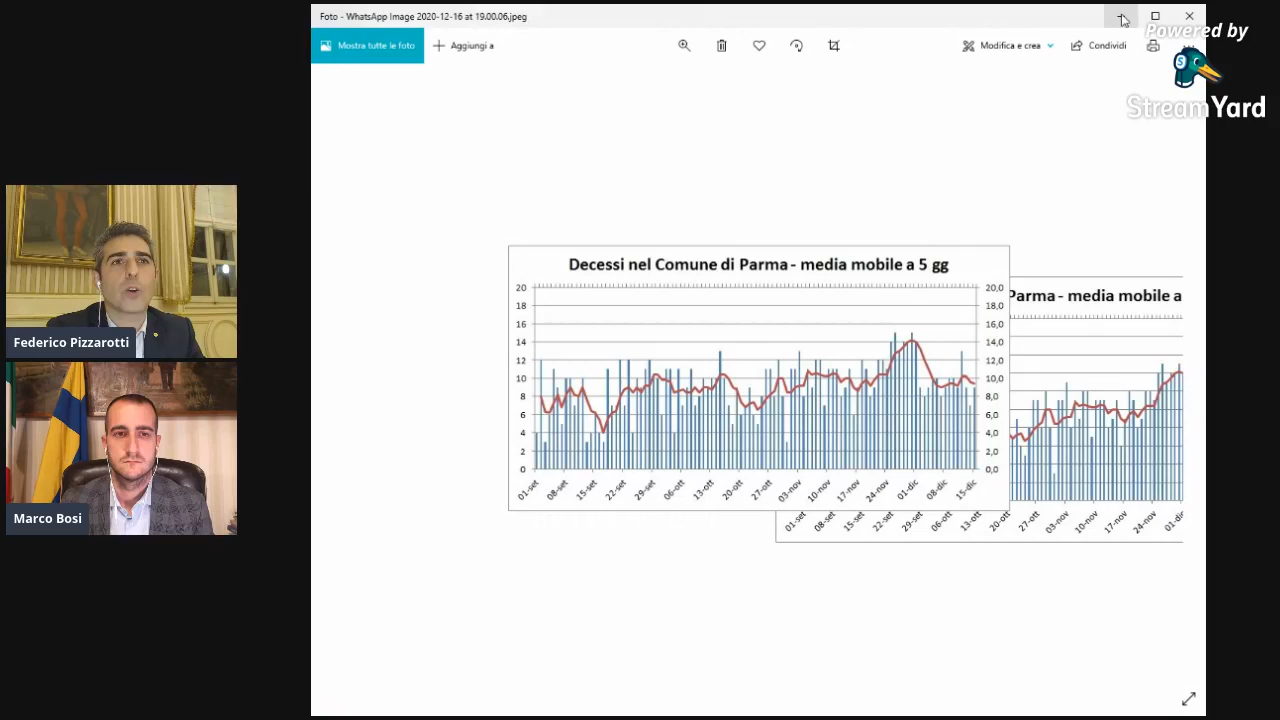 Foto - WhatsApp Image 2020-12-16 at 19.00.06.jpeg
Mostra tutte le foto
Aggiungi a
Modifica e crea
Condividi
Powered by
StreamYard
Decessi nel Comune di Parma - media mobile a 5 gg
20 20,0
18 18,0
16 16,0
14 14,0
12 12,0
10 10,0
8 8,0
6 6,0
4 4,0
2 2,0
0 0,0
01-set 08-set 15-set 22-set 29-set 06-ott 13-ott 20-ott 27-ott 03-nov 10-nov 17-nov 24-nov 01-dic 08-dic 15-dic
Parma - media mobile a
01-set 08-set 15-set 22-set 29-set 06-ott 13-ott 20-ott 27-ott 03-nov 10-nov 17-nov 24-nov 01-di
Federico Pizzarotti
Marco Bosi